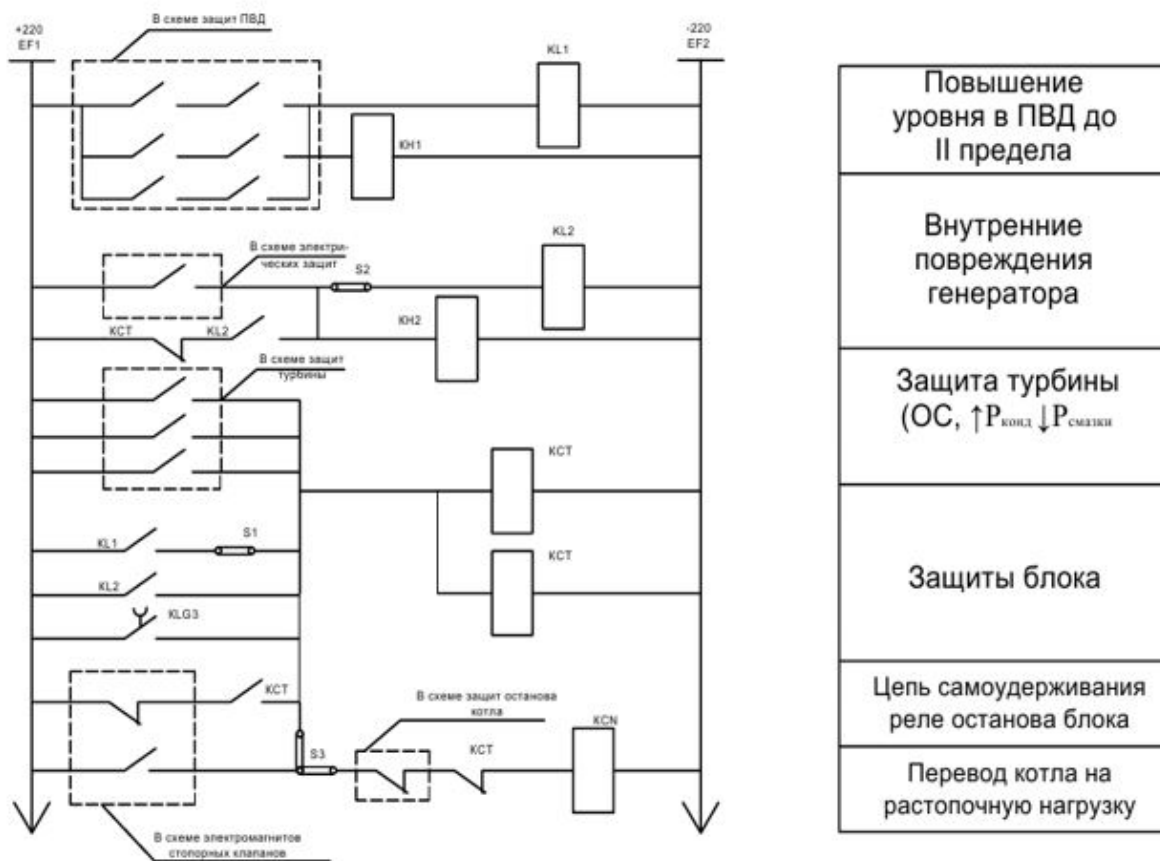 В схеме защит ПВД
+220
EF1
-220
EF2
KL1
KH1
В схеме электри-
ческих защит
S2
KL2
KCT
KL2
KH2
В схеме защит
турбины
KCT
KL1
S1
KCT
KL2
KLG3
KCT
В схеме защит останова
котла
KCN
S3
KCT
В схеме электромагнитов
стопорных клапанов
Повышение
уровня в ПВД до
II предела
Внутренние
повреждения
генератора
Защита турбины
(ОС, ↑Pконд ↓Pсмазки
Защиты блока
Цепь самоудерживания
реле останова блока
Перевод котла на
растопочную нагрузку